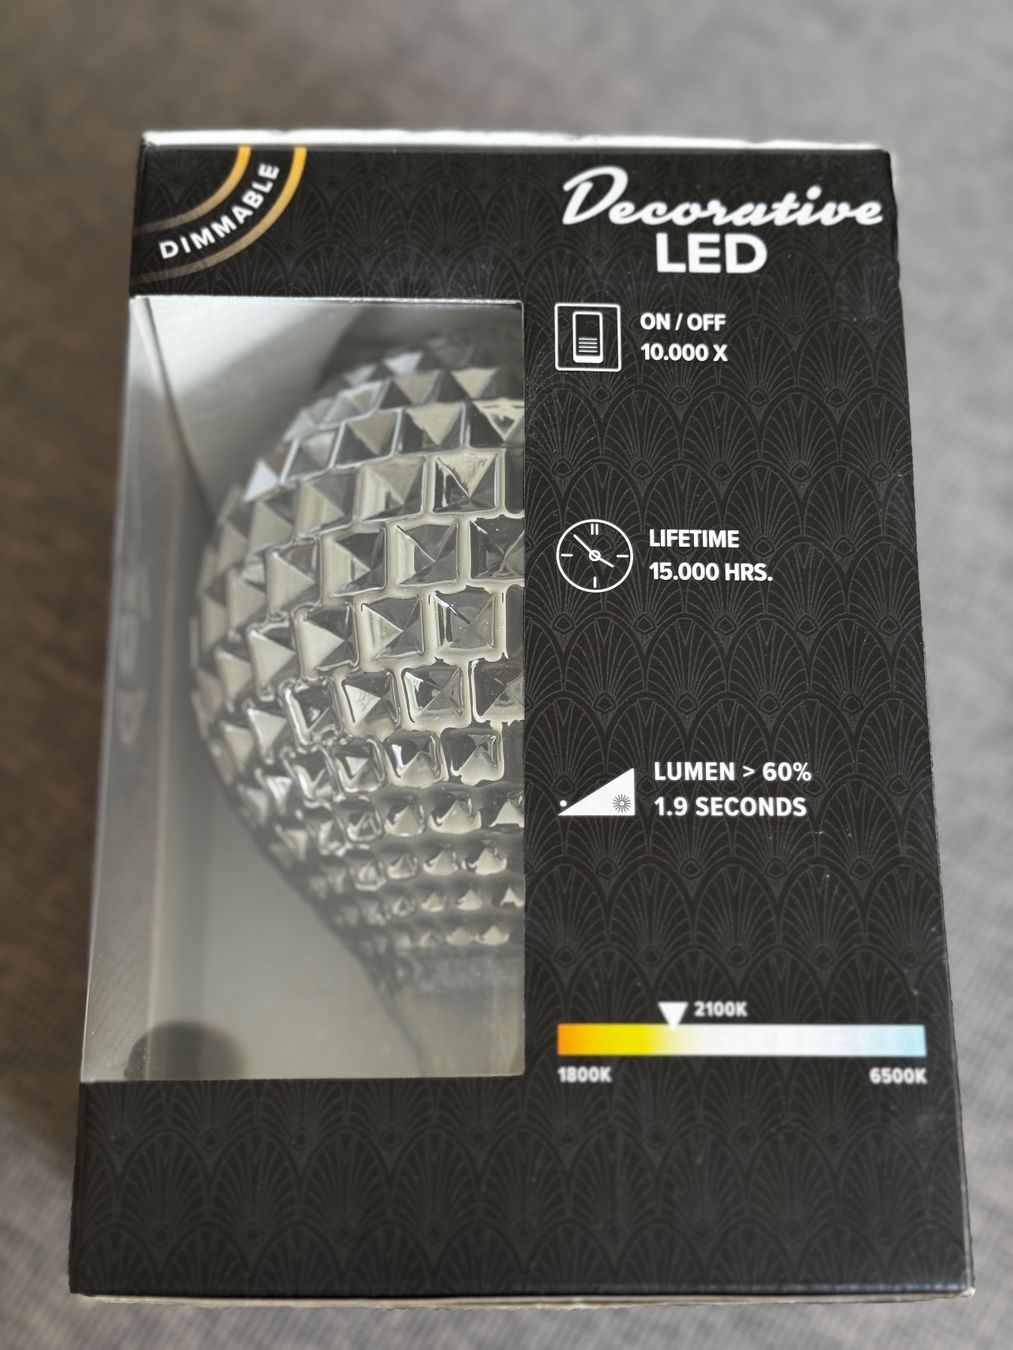 DIMMABLE
Decorative
LED
ON / OFF
10.000 X
LIFETIME
15.000 HRS.
LUMEN > 60%
1.9 SECONDS
2100K
1800K
6500K